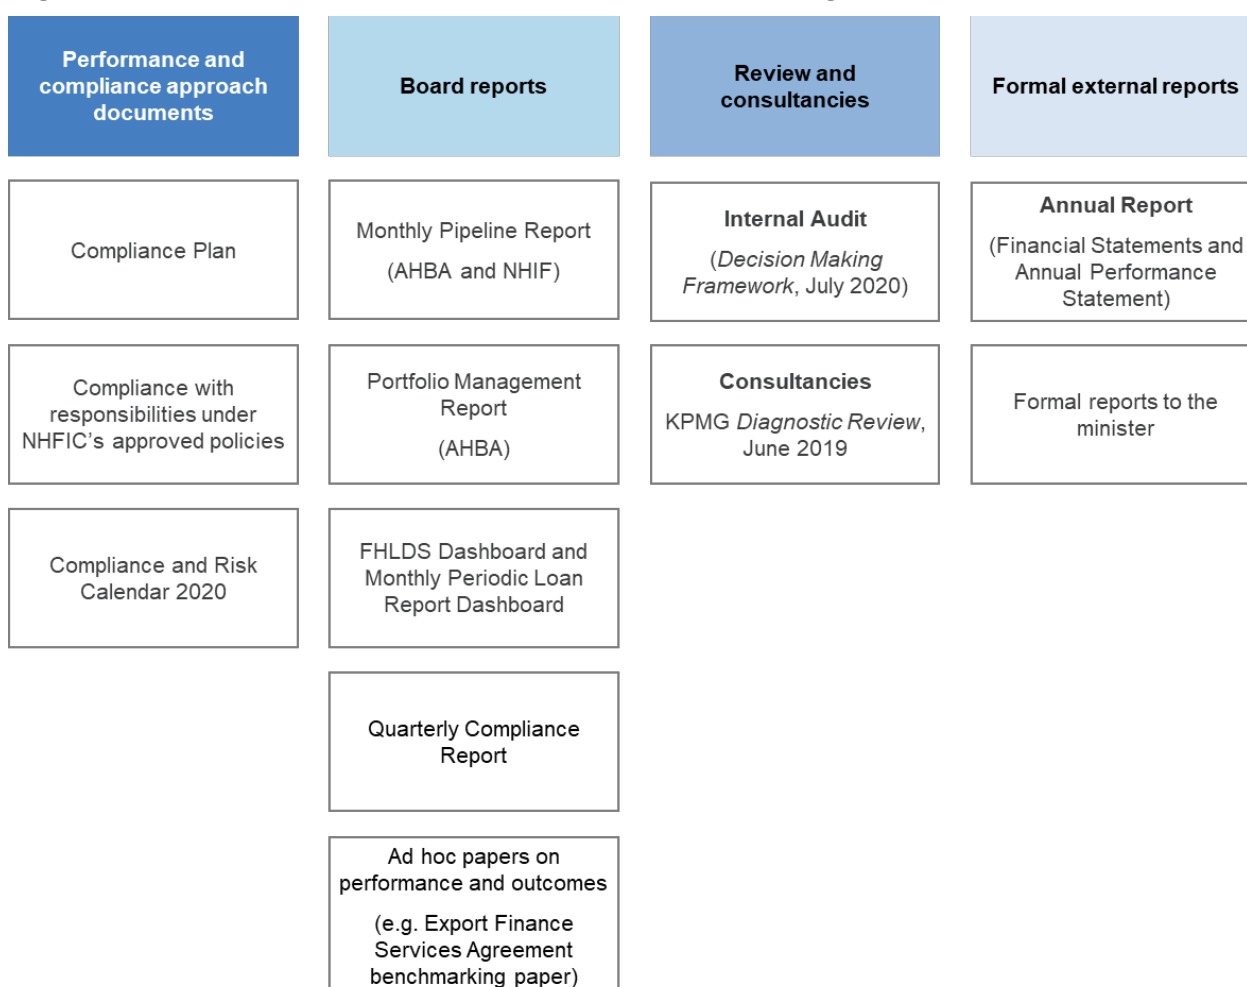 Performance and
compliance approach
documents
Board reports
Review and
consultancies
Formal external reports
Compliance Plan
Compliance with
responsibilities under
NHFIC’s approved policies
Compliance and Risk
Calendar 2020
Monthly Pipeline Report
(AHBA and NHIF)
Portfolio Management
Report
(AHBA)
FHLDS Dashboard and
Monthly Periodic Loan
Report Dashboard
Quarterly Compliance
Report
Ad hoc papers on
performance and outcomes
(e.g. Export Finance
Services Agreement
benchmarking paper)
Internal Audit
(Decision Making
Framework, July 2020)
Consultancies
KPMG Diagnostic Review,
June 2019
Annual Report
(Financial Statements and
Annual Performance
Statement)
Formal reports to the
minister